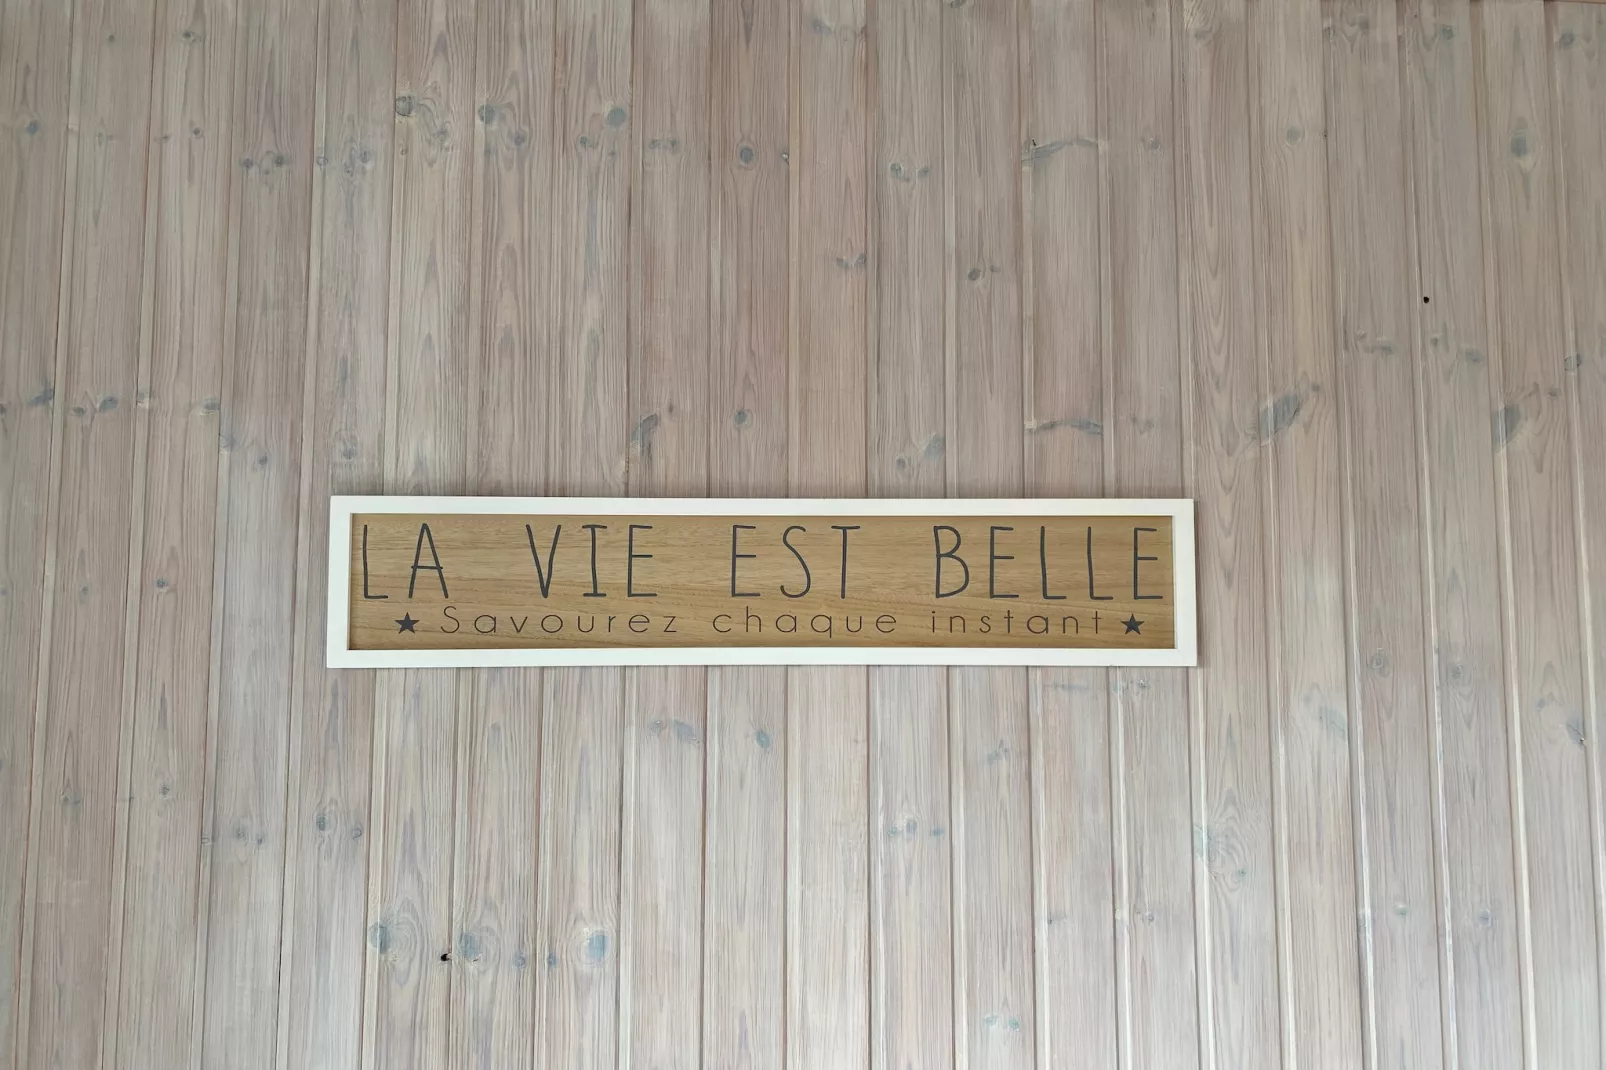 LA VIE EST BELLE
★ Savourez chaque instant ★